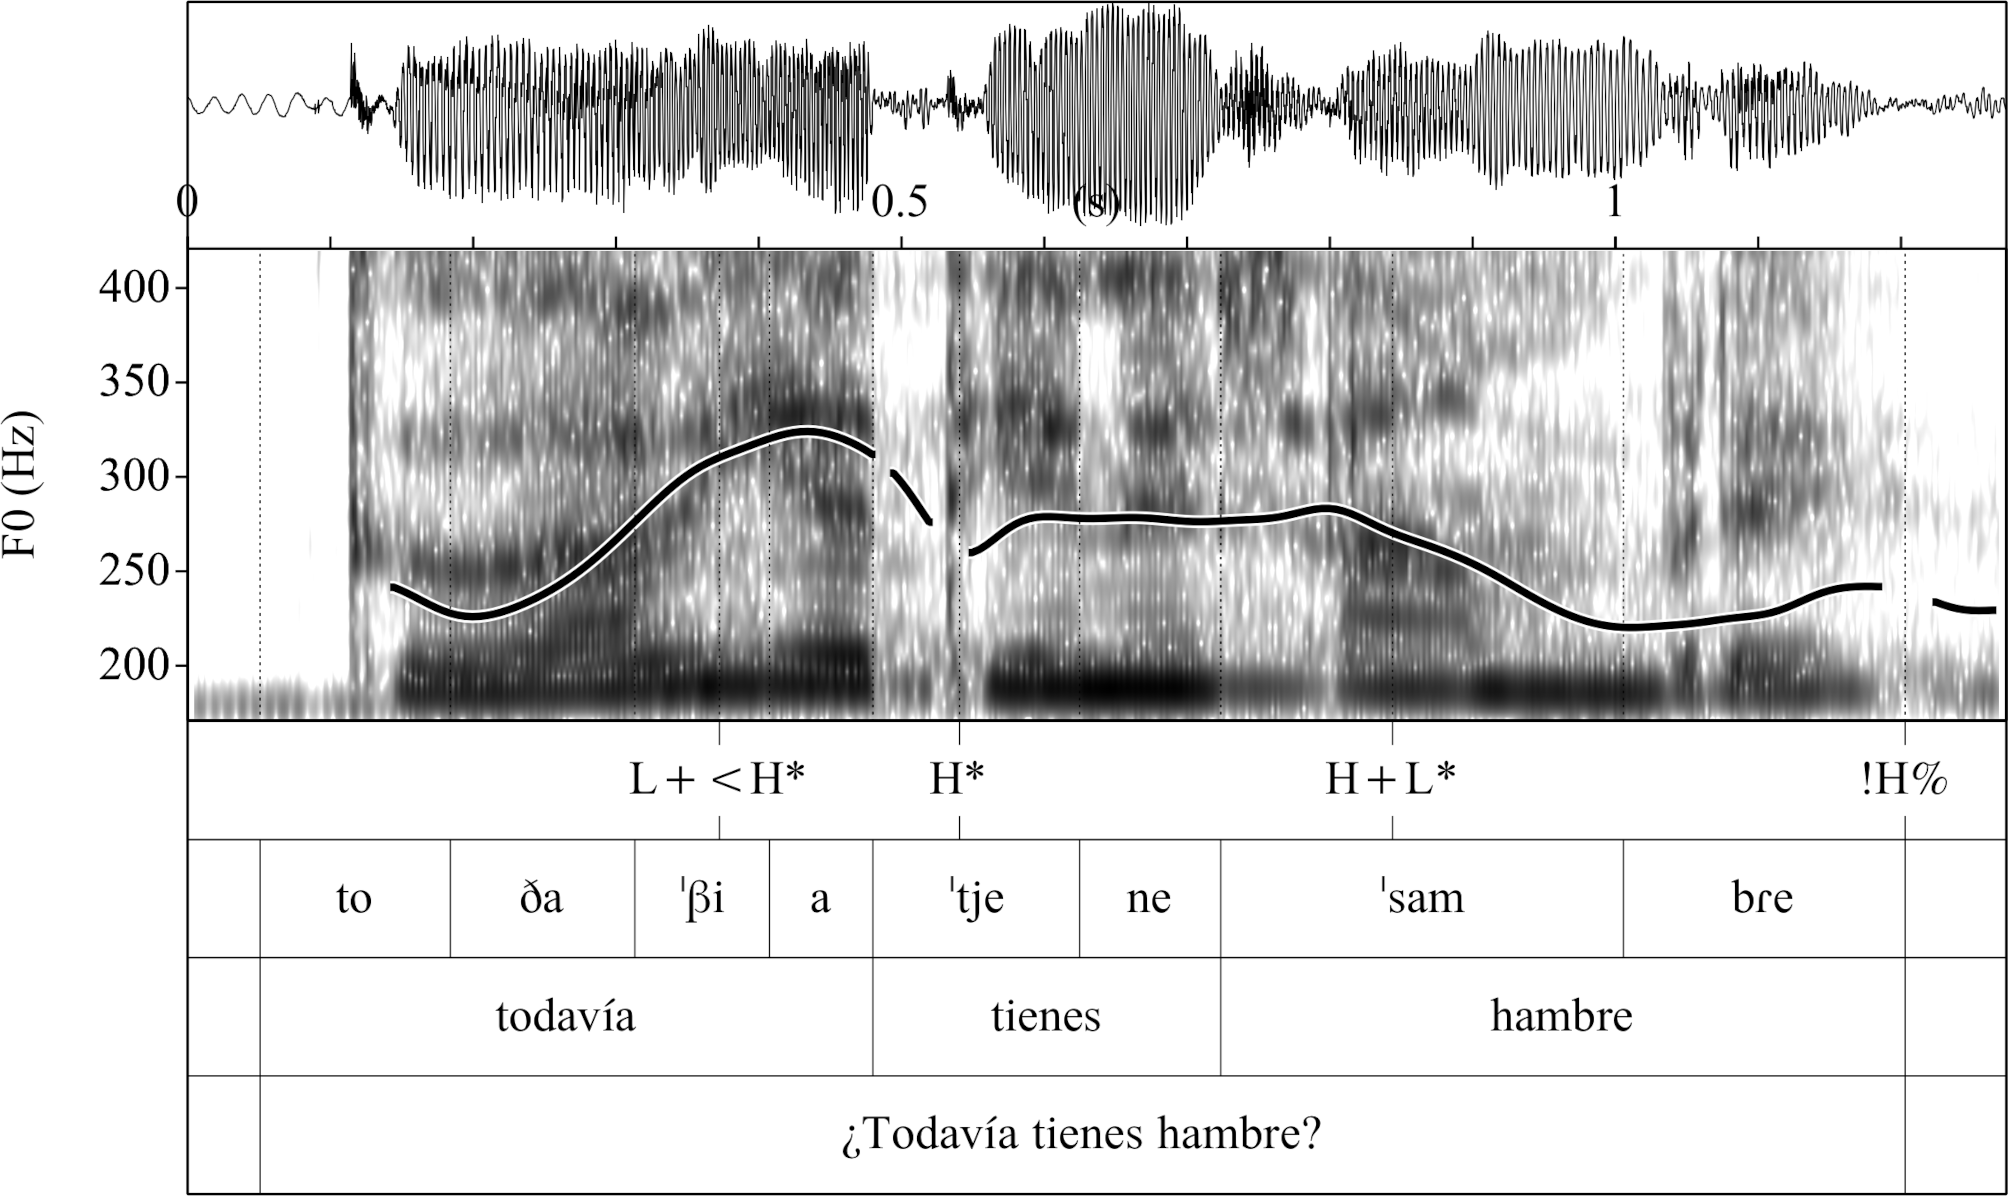 0 0.5 (s) 1
400
350
300
250
200
F0 (Hz)
L+<H* H* H+L* !H%
to ða ˈβi a ˈtje ne ˈsam bɾe
todavía tienes hambre
¿Todavía tienes hambre?